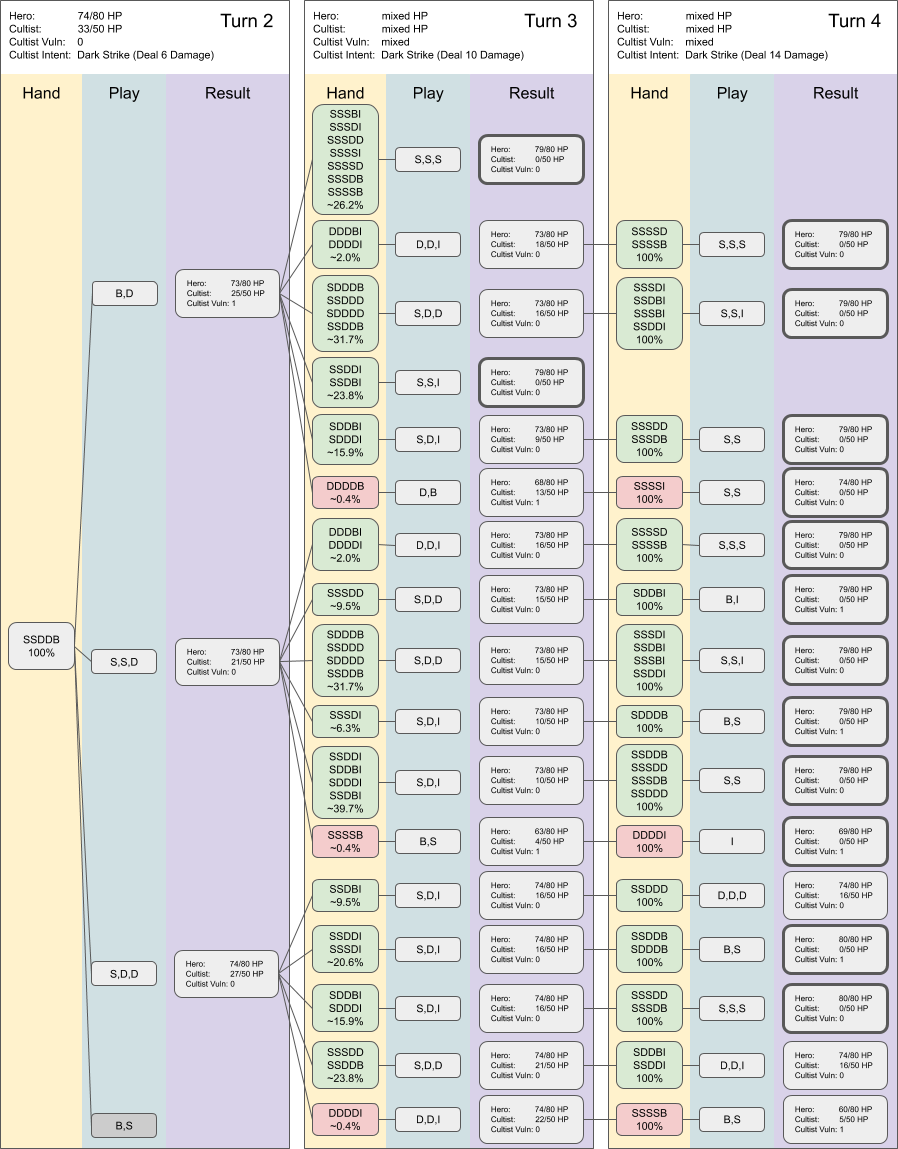 Hero: 74/80 HP
Cultist: 33/50 HP
Cultist Vuln: 0
Cultist Intent: Dark Strike (Deal 6 Damage)
Turn 2
Hand
Play
Result
SSDDB
100%
B,D
Hero: 73/80 HP
Cultist: 25/50 HP
Cultist Vuln: 1
S,S,D
Hero: 73/80 HP
Cultist: 21/50 HP
Cultist Vuln: 0
S,D,D
Hero: 74/80 HP
Cultist: 27/50 HP
Cultist Vuln: 0
B,S
Hero: mixed HP
Cultist: mixed HP
Cultist Vuln: mixed
Cultist Intent: Dark Strike (Deal 10 Damage)
Turn 3
Hand
Play
Result
SSSBI
SSSDI
SSSDD
SSSSI
SSSSD
SSSDB
SSSSB
~26.2%
S,S,S
Hero: 79/80 HP
Cultist: 0/50 HP
Cultist Vuln: 0
DDDBI
DDDDI
~2.0%
D,D,I
Hero: 73/80 HP
Cultist: 18/50 HP
Cultist Vuln: 0
SDDDB
SSDDD
SDDDD
SSDDB
~31.7%
S,D,D
Hero: 73/80 HP
Cultist: 16/50 HP
Cultist Vuln: 0
SSDDI
SSDBI
~23.8%
S,S,I
Hero: 79/80 HP
Cultist: 0/50 HP
Cultist Vuln: 0
SDDBI
SDDDI
~15.9%
S,D,I
Hero: 73/80 HP
Cultist: 9/50 HP
Cultist Vuln: 0
DDDDB
~0.4%
D,B
Hero: 68/80 HP
Cultist: 13/50 HP
Cultist Vuln: 1
DDDBI
DDDDI
~2.0%
D,D,I
Hero: 73/80 HP
Cultist: 16/50 HP
Cultist Vuln: 0
SSSDD
~9.5%
S,D,D
Hero: 73/80 HP
Cultist: 15/50 HP
Cultist Vuln: 0
SDDDB
SSDDD
SDDDD
SSDDB
~31.7%
S,D,D
Hero: 73/80 HP
Cultist: 15/50 HP
Cultist Vuln: 0
SSSDI
~6.3%
S,D,I
Hero: 73/80 HP
Cultist: 10/50 HP
Cultist Vuln: 0
SSDDI
SDDBI
SDDDI
SSDBI
~39.7%
S,D,I
Hero: 73/80 HP
Cultist: 10/50 HP
Cultist Vuln: 0
SSSSB
~0.4%
B,S
Hero: 63/80 HP
Cultist: 4/50 HP
Cultist Vuln: 1
SSDBI
~9.5%
S,D,I
Hero: 74/80 HP
Cultist: 16/50 HP
Cultist Vuln: 0
SSDDI
SSSDI
~20.6%
S,D,I
Hero: 74/80 HP
Cultist: 16/50 HP
Cultist Vuln: 0
SDDBI
SDDDI
~15.9%
S,D,I
Hero: 74/80 HP
Cultist: 16/50 HP
Cultist Vuln: 0
SSSDD
SSDDB
~23.8%
S,D,D
Hero: 74/80 HP
Cultist: 21/50 HP
Cultist Vuln: 0
DDDDI
~0.4%
D,D,I
Hero: 74/80 HP
Cultist: 22/50 HP
Cultist Vuln: 0
Hero: mixed HP
Cultist: mixed HP
Cultist Vuln: mixed
Cultist Intent: Dark Strike (Deal 14 Damage)
Turn 4
Hand
Play
Result
SSSSD
SSSSB
100%
S,S,S
Hero: 79/80 HP
Cultist: 0/50 HP
Cultist Vuln: 0
SSSDI
SSDBI
SSSBI
SSDDI
100%
S,S,I
Hero: 79/80 HP
Cultist: 0/50 HP
Cultist Vuln: 0
SSSDD
SSSDB
100%
S,S
Hero: 79/80 HP
Cultist: 0/50 HP
Cultist Vuln: 0
SSSSI
100%
S,S
Hero: 74/80 HP
Cultist: 0/50 HP
Cultist Vuln: 0
SSSSD
SSSSB
100%
S,S,S
Hero: 79/80 HP
Cultist: 0/50 HP
Cultist Vuln: 0
SDDBI
100%
B,I
Hero: 79/80 HP
Cultist: 0/50 HP
Cultist Vuln: 1
SSSDI
SSDBI
SSSBI
SSDDI
100%
S,S,I
Hero: 79/80 HP
Cultist: 0/50 HP
Cultist Vuln: 0
SDDDB
100%
B,S
Hero: 79/80 HP
Cultist: 0/50 HP
Cultist Vuln: 1
SSDDB
SSSDD
SSSDB
SSDDD
100%
S,S
Hero: 79/80 HP
Cultist: 0/50 HP
Cultist Vuln: 0
DDDDI
100%
I
Hero: 69/80 HP
Cultist: 0/50 HP
Cultist Vuln: 1
SSDDD
100%
D,D,D
Hero: 74/80 HP
Cultist: 16/50 HP
Cultist Vuln: 0
SSDDB
SDDDB
100%
B,S
Hero: 80/80 HP
Cultist: 0/50 HP
Cultist Vuln: 1
SSSDD
SSSDB
100%
S,S,S
Hero: 80/80 HP
Cultist: 0/50 HP
Cultist Vuln: 0
SDDBI
SSDDI
100%
D,D,I
Hero: 74/80 HP
Cultist: 16/50 HP
Cultist Vuln: 0
SSSSB
100%
B,S
Hero: 60/80 HP
Cultist: 5/50 HP
Cultist Vuln: 1